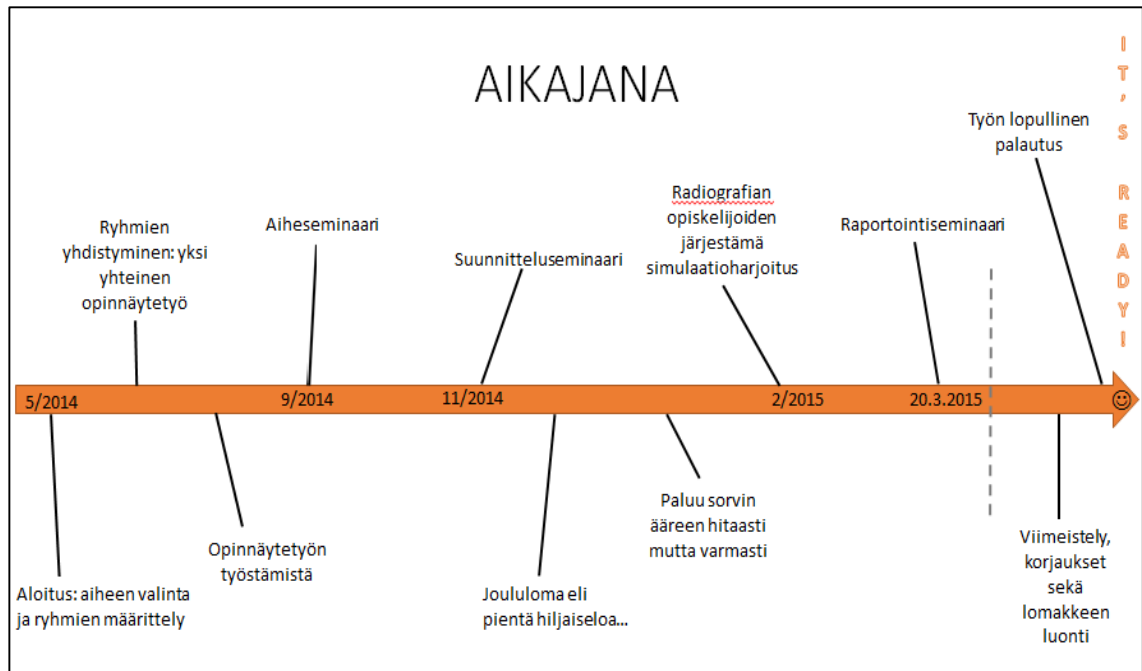 AIKAJANA
IT'S READY!
Työn lopullinen
palautus
Radiografian
opiskelijoiden
järjestämä
simulaatioharjoitus
Ryhmien
yhdistyminen: yksi
yhteinen
opinnäytetyö
Aiheseminaari
Suunnitteluseminaari
Raportointiseminaari
5/2014
9/2014
11/2014
2/2015
20.3.2015
Aloitus: aiheen valinta
ja ryhmien määrittely
Opinnäytetyön
työstämistä
Joululoma eli
pientä hiljaiseloa...
Paluu sorvin
ääreen hitaasti
mutta varmasti
Viimeistely,
korjaukset
sekä
lomakkeen
luonti